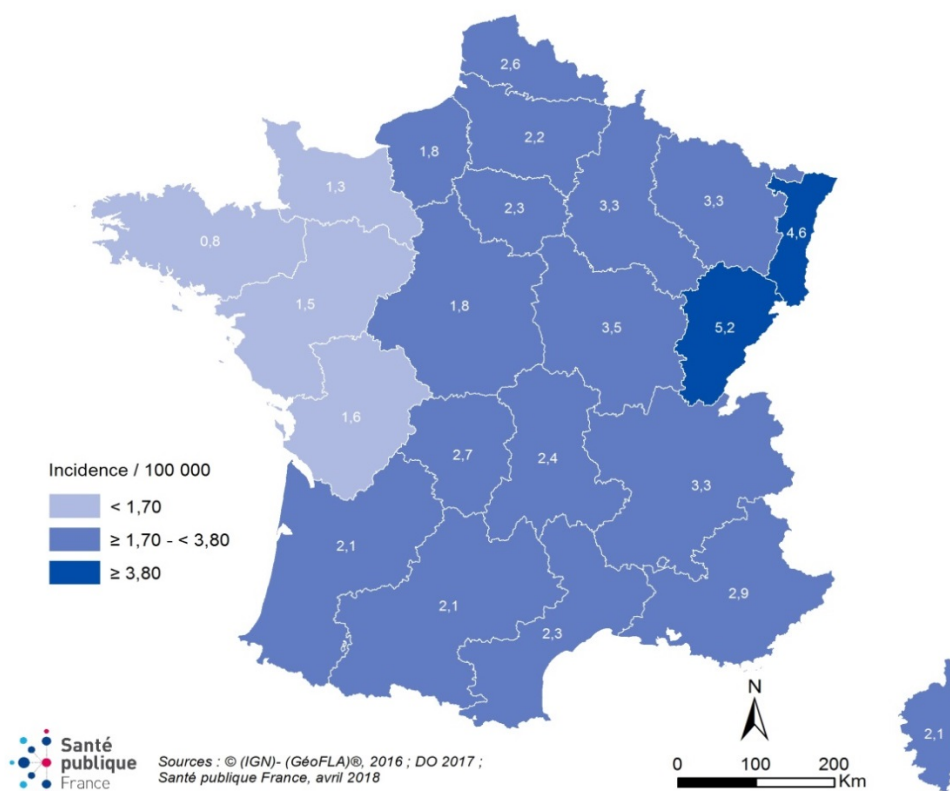 2,6
2,2
1,8
1,3
2,3
3,3
3,3
4,6
0,8
1,5
1,8
3,5
5,2
1,6
2,7
2,4
3,3
Incidence / 100 000
< 1,70
≥ 1,70 - < 3,80
≥ 3,80
2,1
2,1
2,3
2,9
2,1
N
Santé
publique
France
Sources : © (IGN)- (GéoFLA)®, 2016 ; DO 2017 ;
Santé publique France, avril 2018
0 100 200
Km